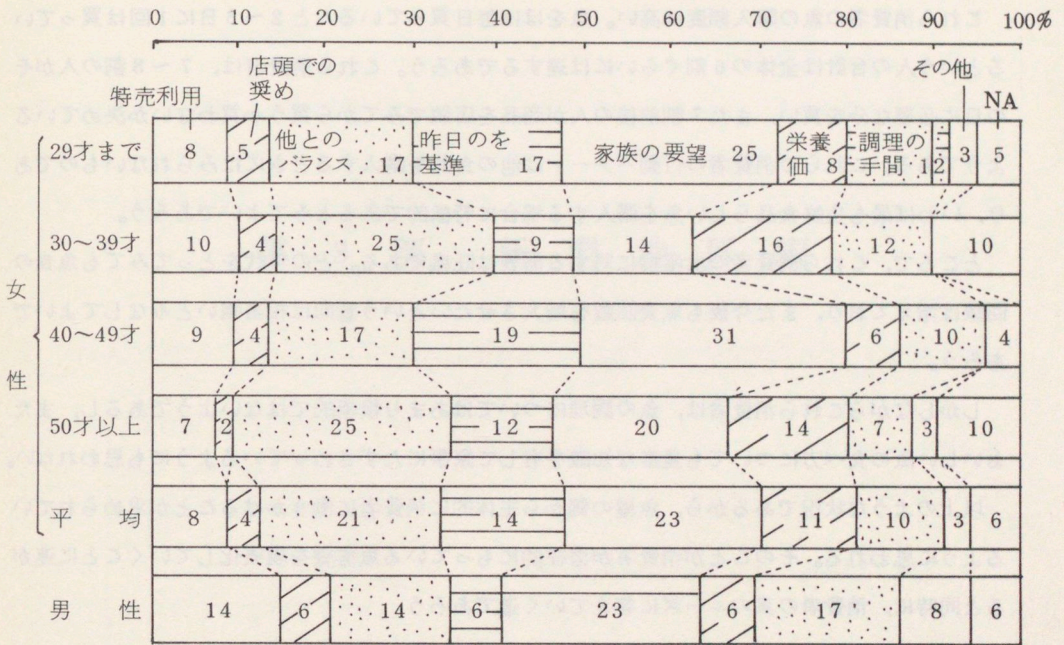 10 20 30 40 50 60 70 80 90 100%
店頭での 奨め その他
特売利用 NA
29才まで 8 5 他との バランス 昨日のを 基準 17 家族の要望 25 栄養 価 8 調理の 手間 2 3 5
30～39才 10 4 25 9 14 16 12 10
40～49才 9 4 17 19 31 6 10 4
50才以上 7 2 25 12 20 14 7 3 10
平均 8 4 21 14 23 11 10 3 6
女性
男性 14 6 14 6 23 6 17 8 6